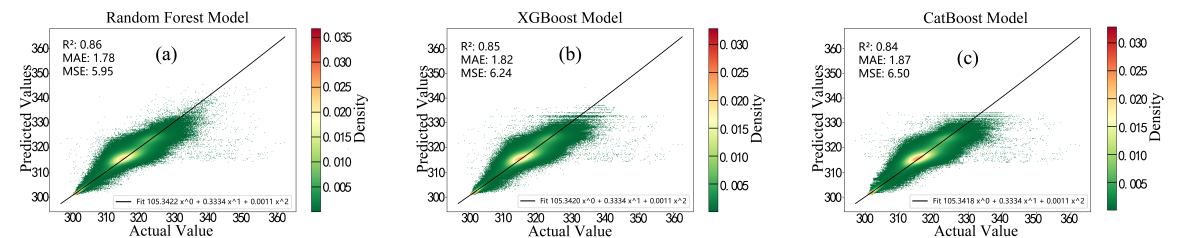 Random Forest Model
R²: 0.86
MAE: 1.78
MSE: 5.95
(a)
Predicted Values
360
350
340
330
320
310
300
300 310 320 330 340 350 360
Actual Value
Fit 105.3422 x^0 + 0.3334 x^1 + 0.0011 x^2
0.035
0.030
0.025
0.020
0.015
0.010
0.005
Density
XGBoost Model
R²: 0.85
MAE: 1.82
MSE: 6.24
(b)
Predicted Values
360
350
340
330
320
310
300
300 310 320 330 340 350 360
Actual Value
Fit 105.3420 x^0 + 0.3334 x^1 + 0.0011 x^2
0.030
0.025
0.020
0.015
0.010
0.005
Density
CatBoost Model
R²: 0.84
MAE: 1.87
MSE: 6.50
(c)
Predicted Values
360
350
340
330
320
310
300
300 310 320 330 340 350 360
Actual Value
Fit 105.3418 x^0 + 0.3334 x^1 + 0.0011 x^2
0.030
0.025
0.020
0.015
0.010
0.005
Density